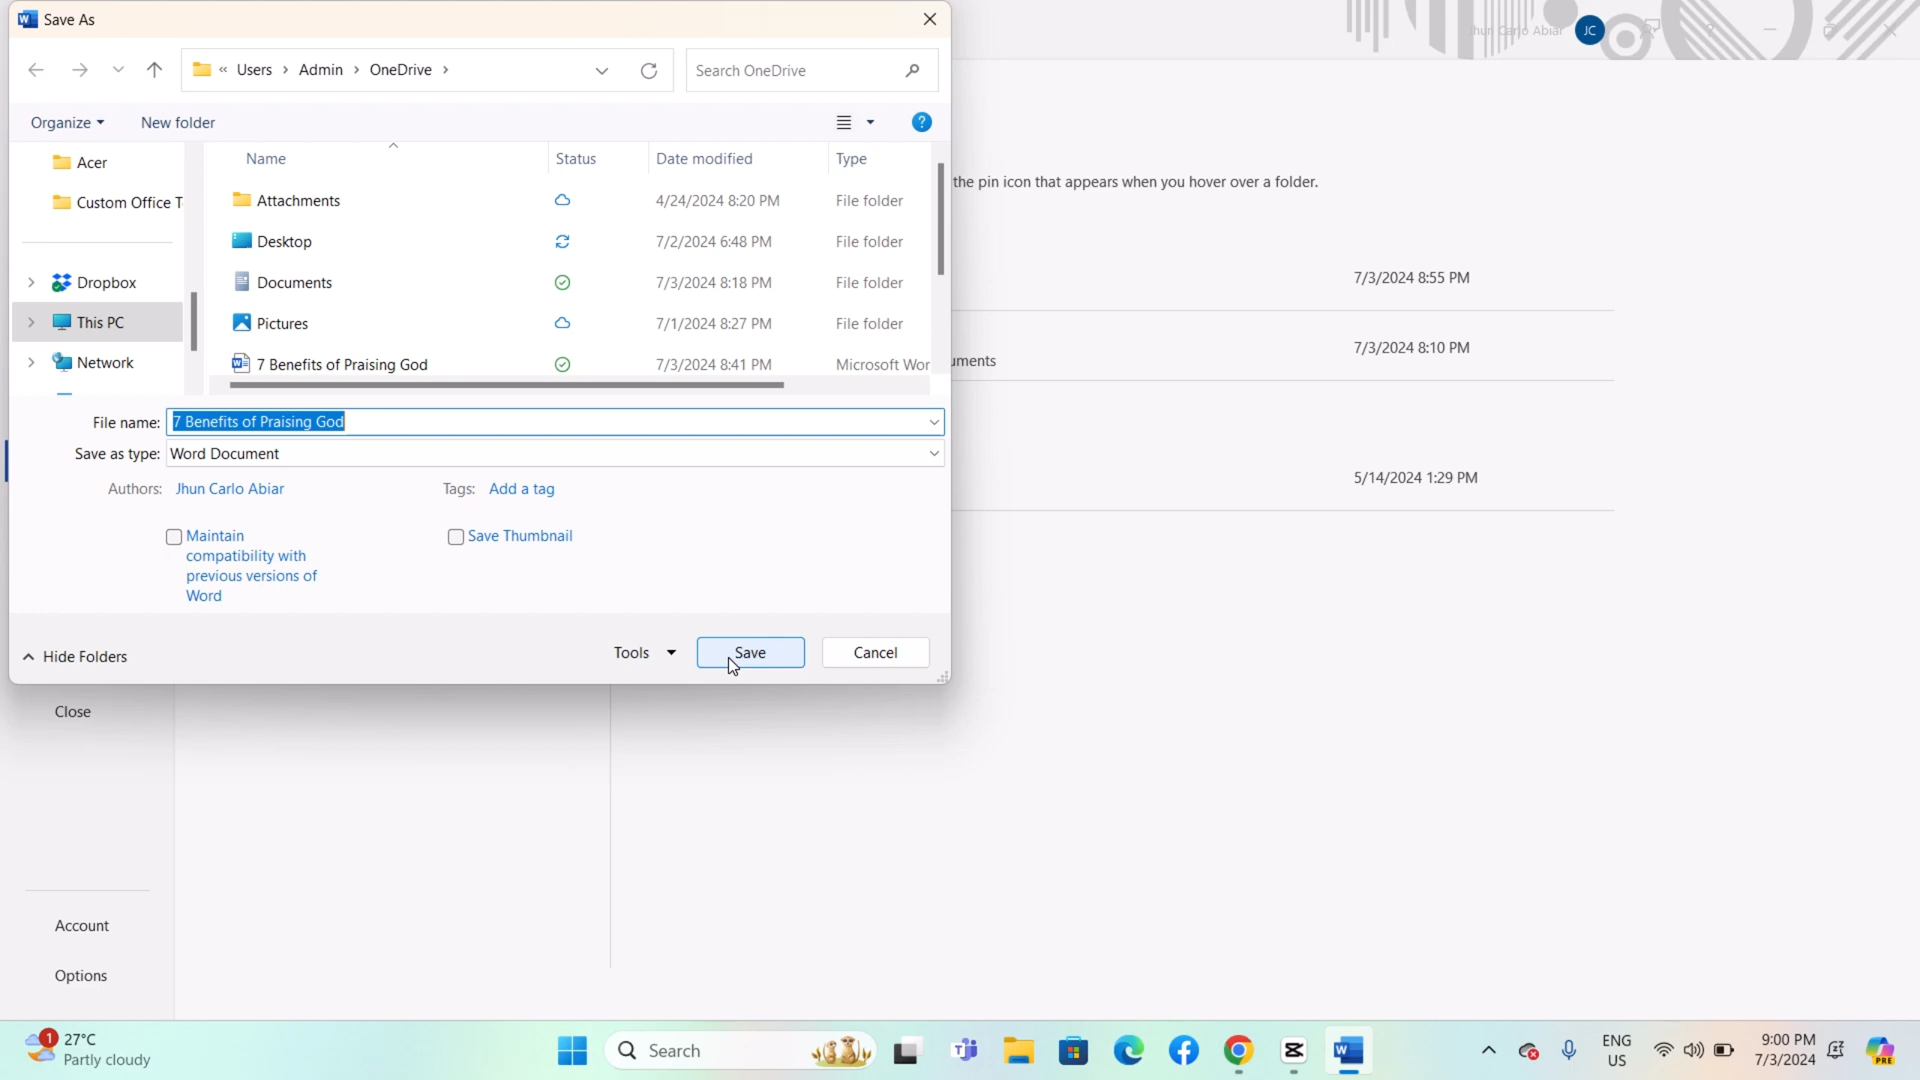 Save As
« Users › Admin › OneDrive ›
Search OneDrive
Organize
New folder
Acer
Custom Office T
Dropbox
This PC
Network
Name Status Date modified Type
Attachments 4/24/2024 8:20 PM File folder
Desktop 7/2/2024 6:48 PM File folder
Documents 7/3/2024 8:18 PM File folder
Pictures 7/1/2024 8:27 PM File folder
7 Benefits of Praising God 7/3/2024 8:41 PM Microsoft Wor
File name: 7 Benefits of Praising God
Save as type: Word Document
Authors: Jhun Carlo Abiar
Tags: Add a tag
Maintain
compatibility with
previous versions of
Word
Save Thumbnail
Hide Folders
Tools
Save
Cancel
Jhun Carlo Abiar
JC
the pin icon that appears when you hover over a folder.
7/3/2024 8:55 PM
7/3/2024 8:10 PM
uments
5/14/2024 1:29 PM
Close
Account
Options
1
27°C
Partly cloudy
Search
ENG
US
9:00 PM
7/3/2024
PRE